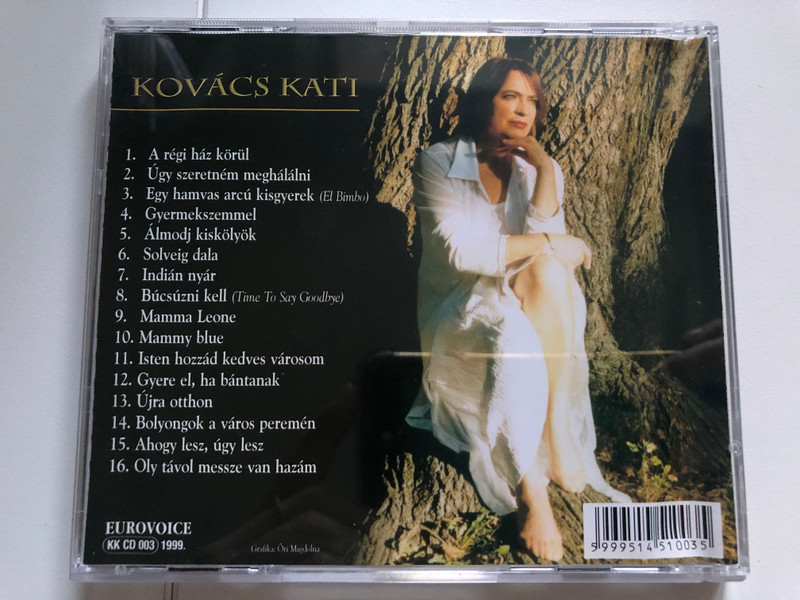 KOVÁCS KATI
1. A régi ház körül
2. Úgy szeretném meghálálni
3. Egy hamvas arcú kisgyerek (El Bimbo)
4. Gyermekszemmel
5. Álmodj kiskölyök
6. Solveig dala
7. Indián nyár
8. Búcsúzni kell (Time To Say Goodbye)
9. Mamma Leone
10. Mammy blue
11. Isten hozzád kedves városom
12. Gyere el, ha bántanak
13. Újra otthon
14. Bolyongok a város peremén
15. Ahogy lesz, úgy lesz
16. Oly távol messze van hazám
EUROVOICE
KK CD 003 1999.
Grafika: Őri Magdolna
5999514510035